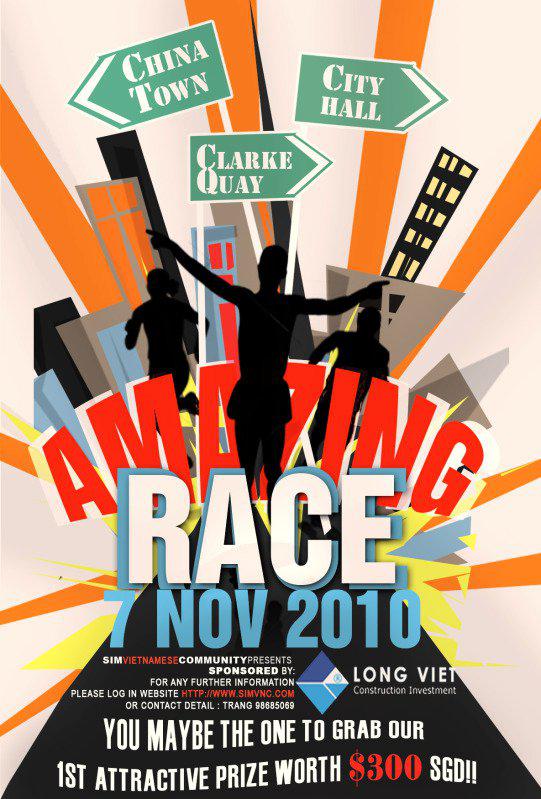 CHINA
TOWN
CITY
HALL
CLARKE
QUAY
AMAZING
RACE
7 NOV 2010
SIMVIETNAMESECOMMUNITYPRESENTS
SPONSORED BY:
FOR ANY FURTHER INFORMATION
PLEASE LOG IN WEBSITE HTTP://WWW.SIMVNC.COM
OR CONTACT DETAIL : TRANG 98685069
LONG VIET
Construction Investment
YOU MAYBE THE ONE TO GRAB OUR
1ST ATTRACTIVE PRIZE WORTH $300 SGD!!